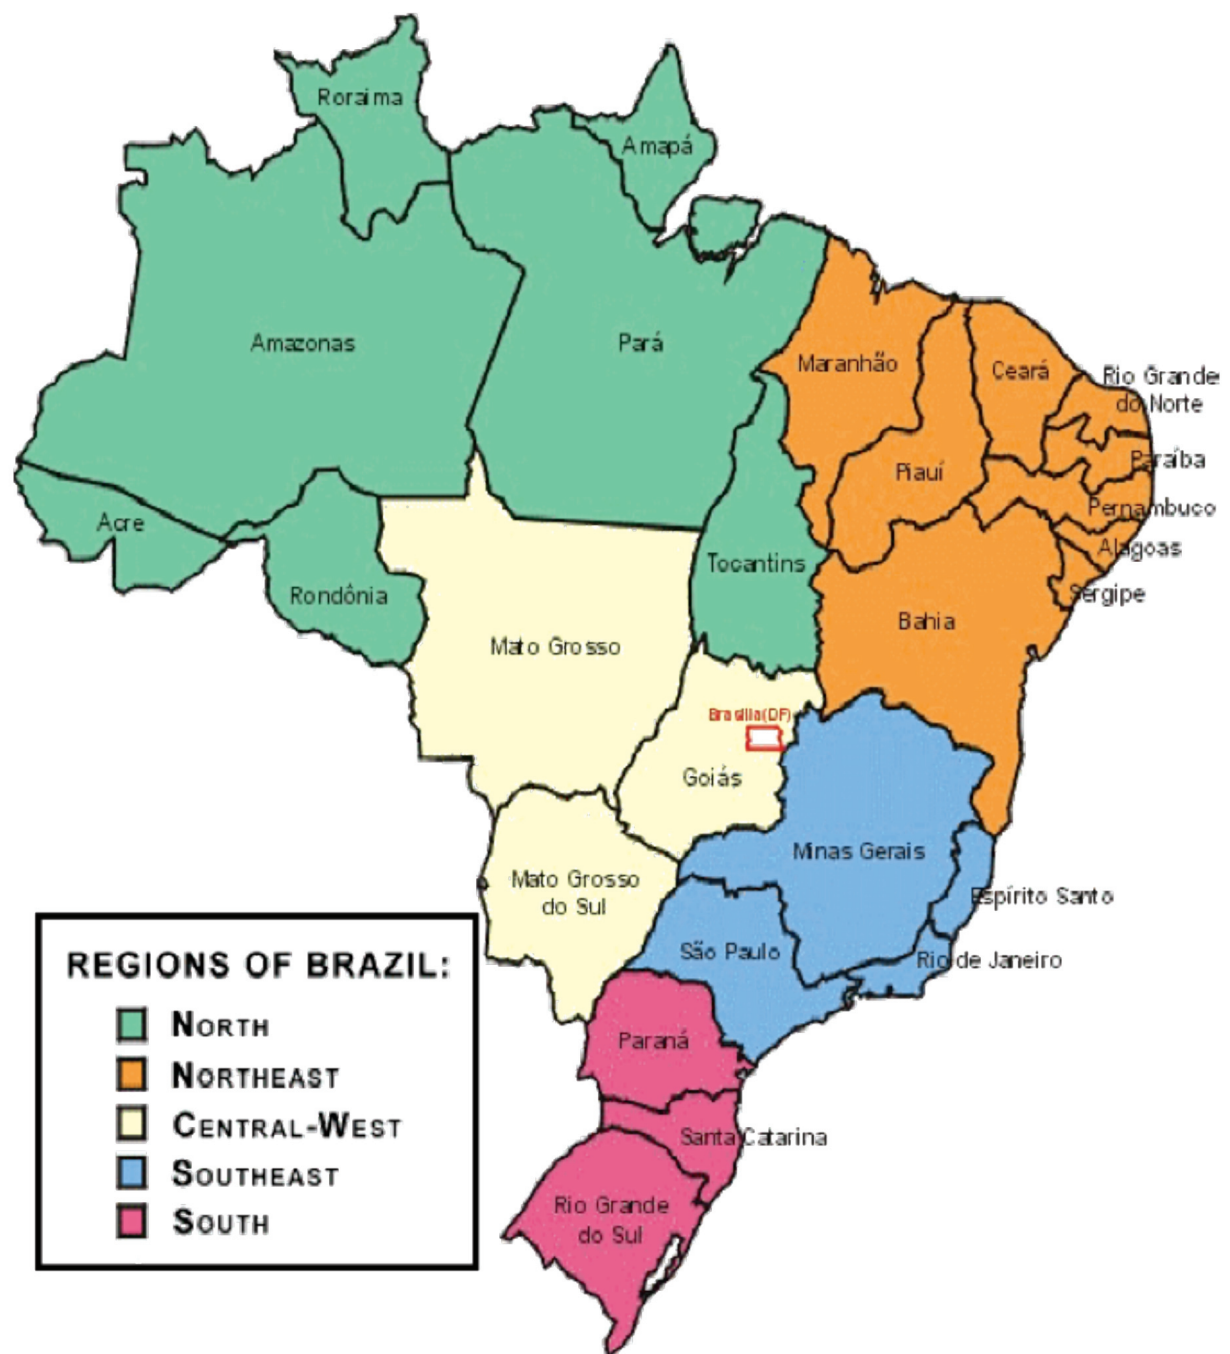 Roraima
Amapá
Amazonas
Pará
Maranhão
Ceará
Rio Grande
do Norte
Paraíba
Piauí
Pernambuco
Acre
Alagoas
Tocantins
Rondônia
Sergipe
Bahia
Mato Grosso
Brasília(DF)
Goiás
Minas Gerais
Mato Grosso
do Sul
Espírito Santo
São Paulo
Rio de Janeiro
REGIONS OF BRAZIL:
NORTH
NORTHEAST
CENTRAL-WEST
SOUTHEAST
SOUTH
Paraná
Santa Catarina
Rio Grande
do Sul